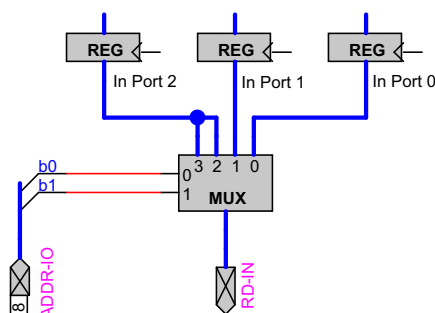 REG REG REG
In Port 2 In Port 1 In Port 0
b0
b1
3 2 1 0
0
1
MUX
ADDR-IO
8
RD-IN